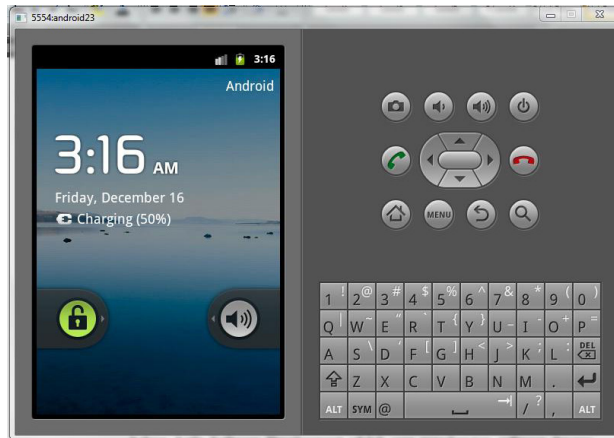 5554:android23
3:16
Android
3:16 AM
Friday, December 16
Charging (50%)
MENU
1 ! 2 @ 3 # 4 $ 5 % 6 ^ 7 & 8 * 9 ( 0 )
Q | W ~ E " R ` T { Y } U _ I - O + P =
A S \ D ' F [ G ] H < J > K ; L : DEL
Z X C V B N M .
ALT SYM @ / ? , ALT